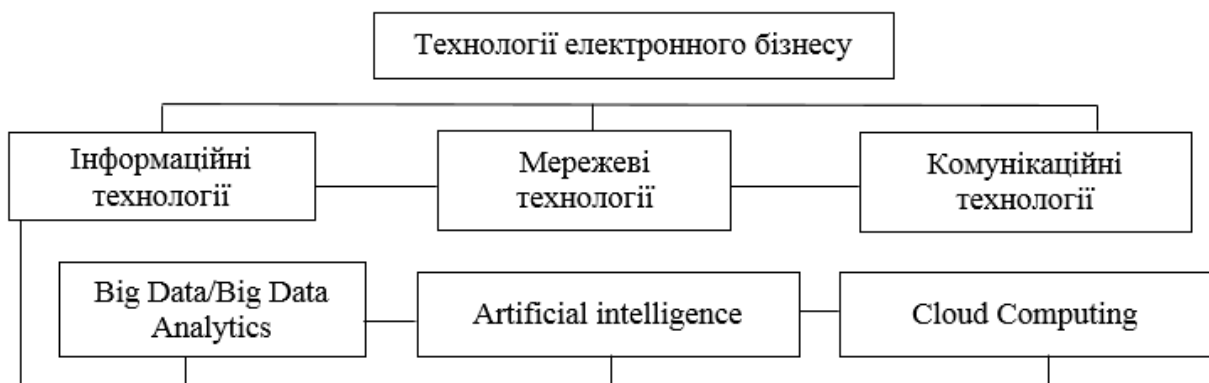 Технології електронного бізнесу
Інформаційні
технології
Мережеві
технології
Комунікаційні
технології
Big Data/Big Data
Analytics
Artificial intelligence
Cloud Computing